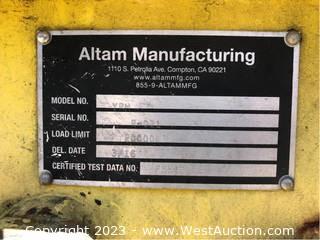 Altam Manufacturing
1110 S. Petrolia Ave, Compton, CA 90221
www.altammfg.com
855-9-ALTAMMFG
MODEL NO.
SERIAL NO.
LOAD LIMIT
DEL. DATE
CERTIFIED TEST DATA NO.
Copyright 2023 - www.WestAuction.com